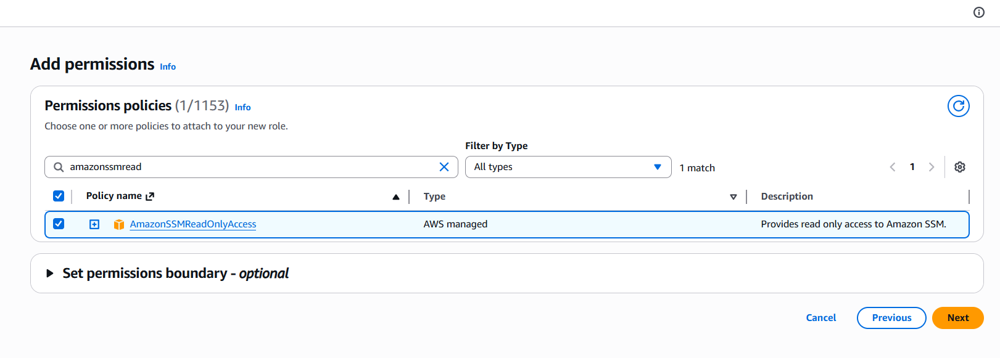 Add permissions Info
Permissions policies (1/1153) Info
Choose one or more policies to attach to your new role.
Filter by Type
amazonssmread All types 1 match 1
Policy name Type Description
AmazonSSMReadOnlyAccess AWS managed Provides read only access to Amazon SSM.
Set permissions boundary - optional
Cancel Previous Next